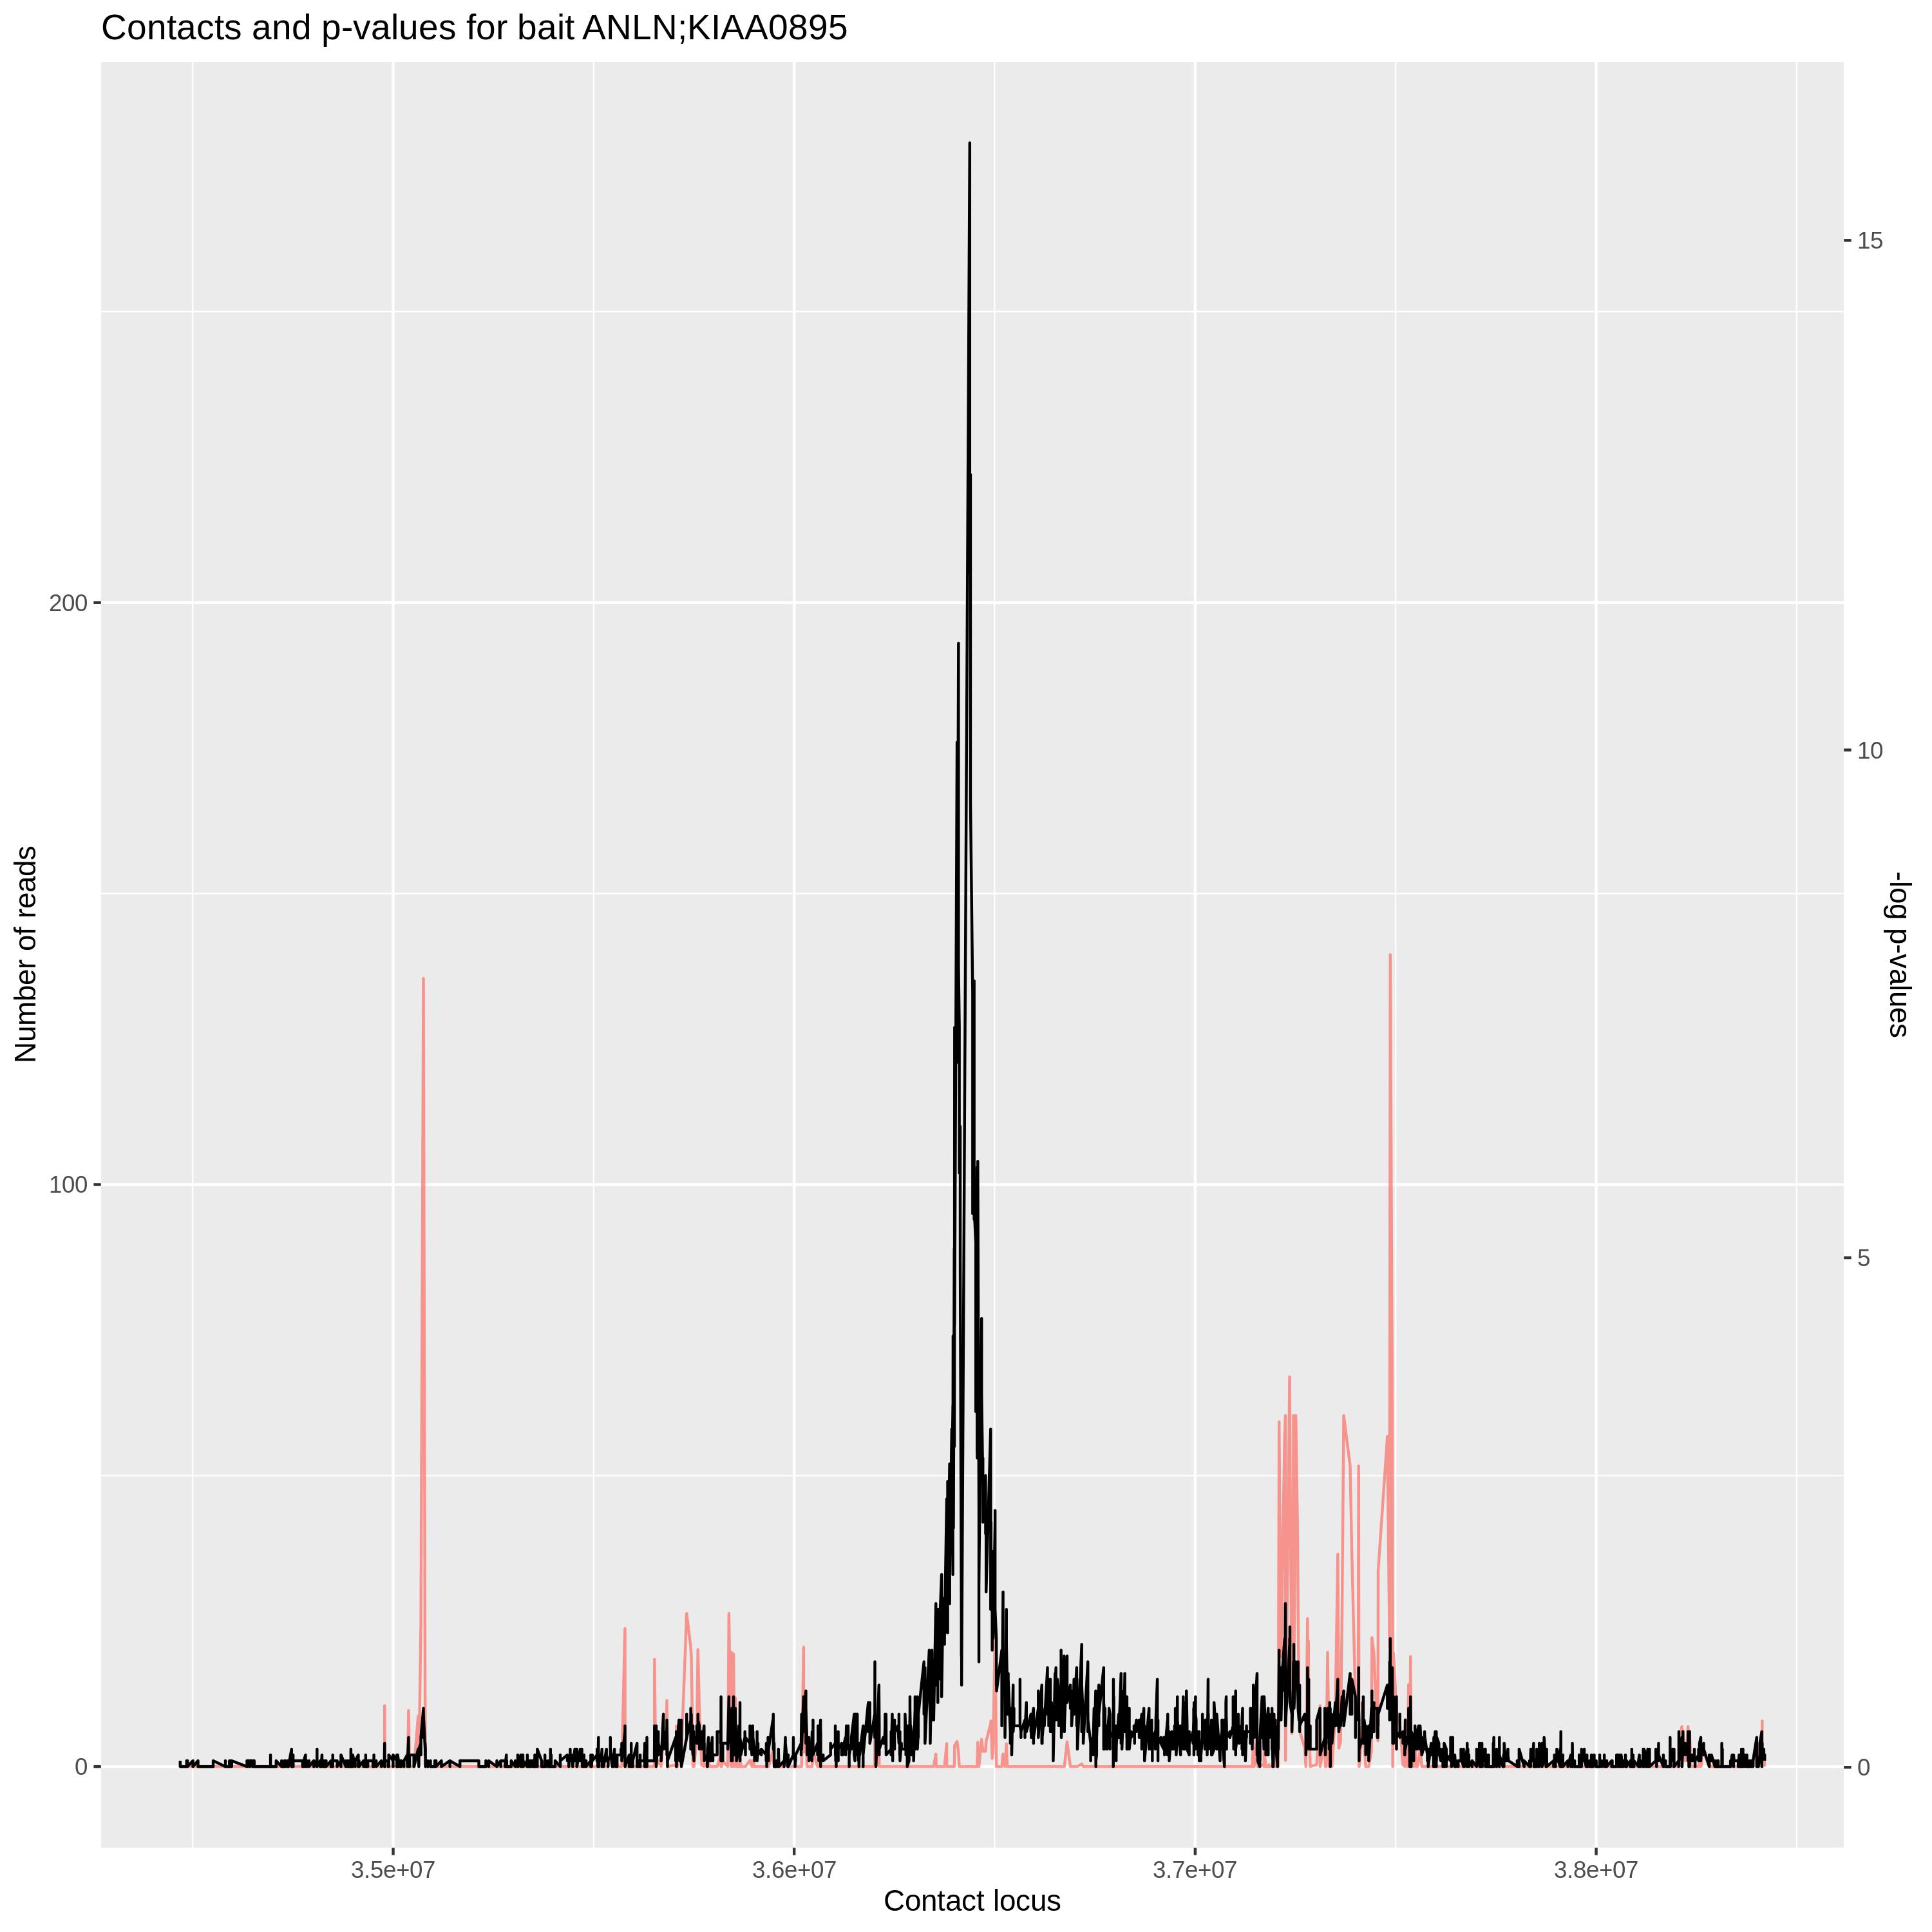 Contacts and p-values for bait ANLN;KIAA0895
Number of reads
200
100
0
15
10
5
0
-log p-values
3.5e+07
3.6e+07
3.7e+07
3.8e+07
Contact locus